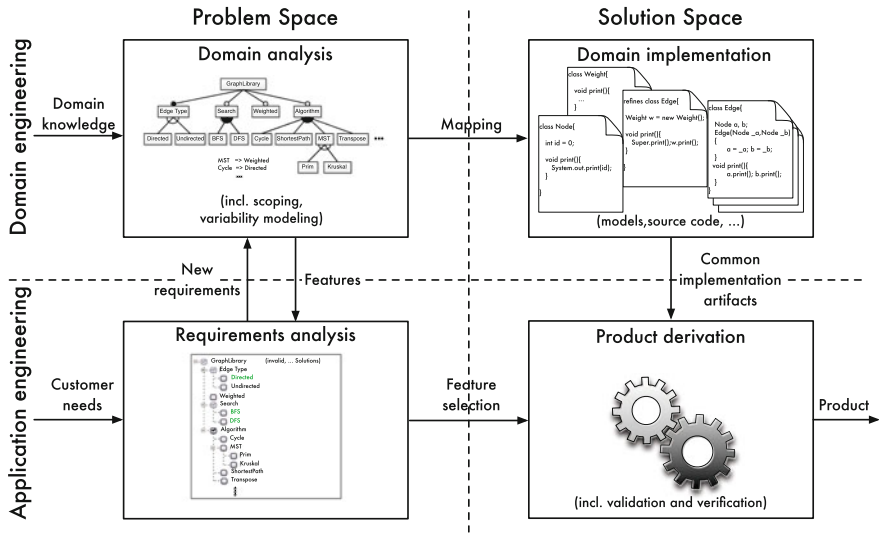 Problem Space
Solution Space
Domain engineering
Domain knowledge
Domain analysis
GraphLibrary
Edge Type
Search
Weighted
Algorithm
Directed
Undirected
BFS
DFS
Cycle
ShortestPath
MST
Transpose
...
Prim
Kruskal
MST => Weighted
Cycle => Directed
...
(incl. scoping,
variability modeling)
Mapping
Domain implementation
class Weight{
void print(){
...
}
class Node{
int id = 0;
void print(){
System.out.print(id);
}
}
refines class Edge{
Weight w = new Weight();
void print(){
Super.print();w.print();
}
}
class Edge{
Node a, b;
Edge(Node _a,Node _b)
{
a = _a; b = _b;
}
void print(){
a.print(); b.print();
}
}
(models,source code, ...)
New
requirements
Features
Common
implementation
artifacts
Application engineering
Customer
needs
Requirements analysis
GraphLibrary (invalid, ... Solutions)
Edge Type
Directed
Undirected
Weighted
Search
BFS
DFS
Algorithm
Cycle
MST
Prim
Kruskal
ShortestPath
Transpose
Feature
selection
Product derivation
(incl. validation and verification)
Product